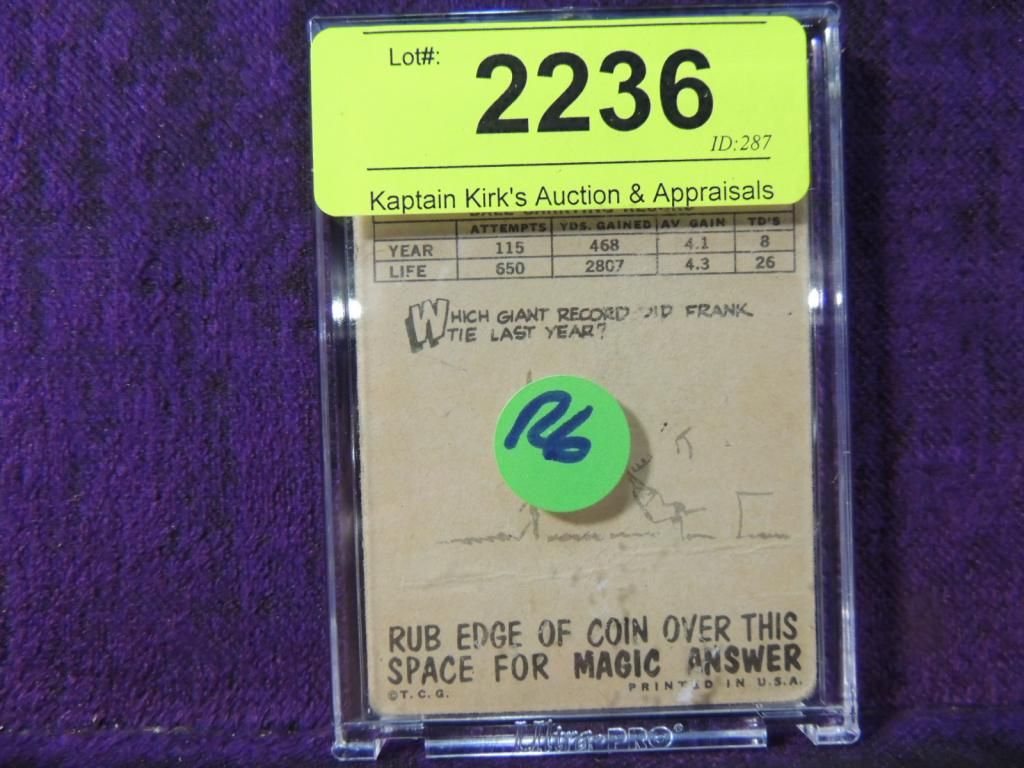 Lot#: 2236
ID:287
Kaptain Kirk's Auction & Appraisals
ATTEMPTS YDS. GAINED AV GAIN TD'S
YEAR 115 468 4.1 8
LIFE 650 2807 4.3 26
WHICH GIANT RECORD DID FRANK
TIE LAST YEAR?
R6
RUB EDGE OF COIN OVER THIS
SPACE FOR MAGIC ANSWER
©T.C.G. PRINTED IN U.S.A.
Ultra·PRO®